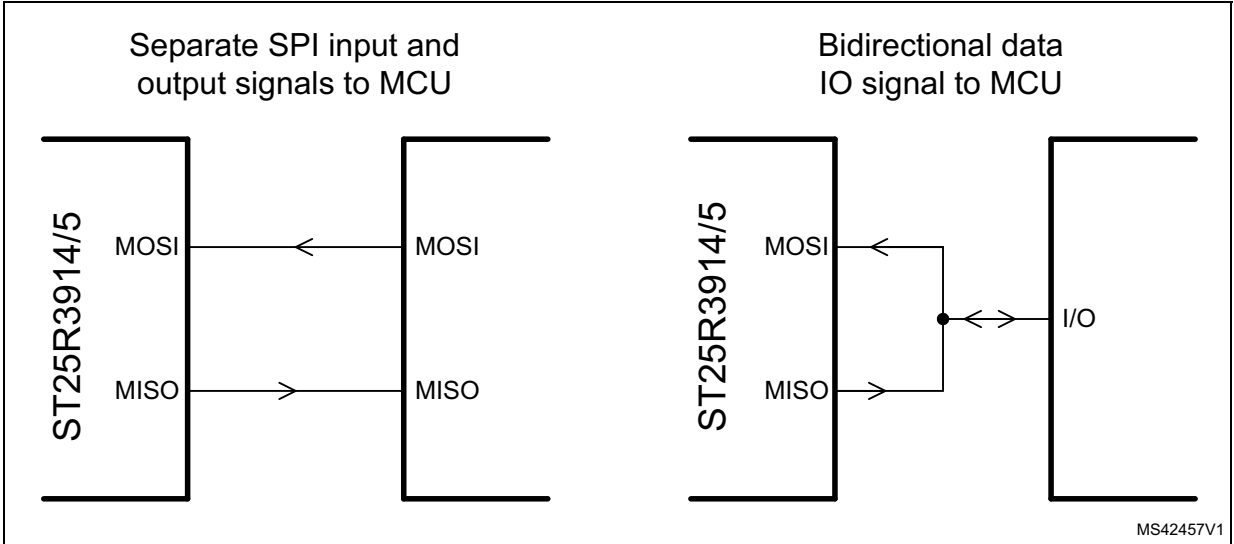 Separate SPI input and
output signals to MCU
ST25R3914/5
MOSI
MOSI
MISO
MISO
Bidirectional data
IO signal to MCU
ST25R3914/5
MOSI
I/O
MISO
MS42457V1